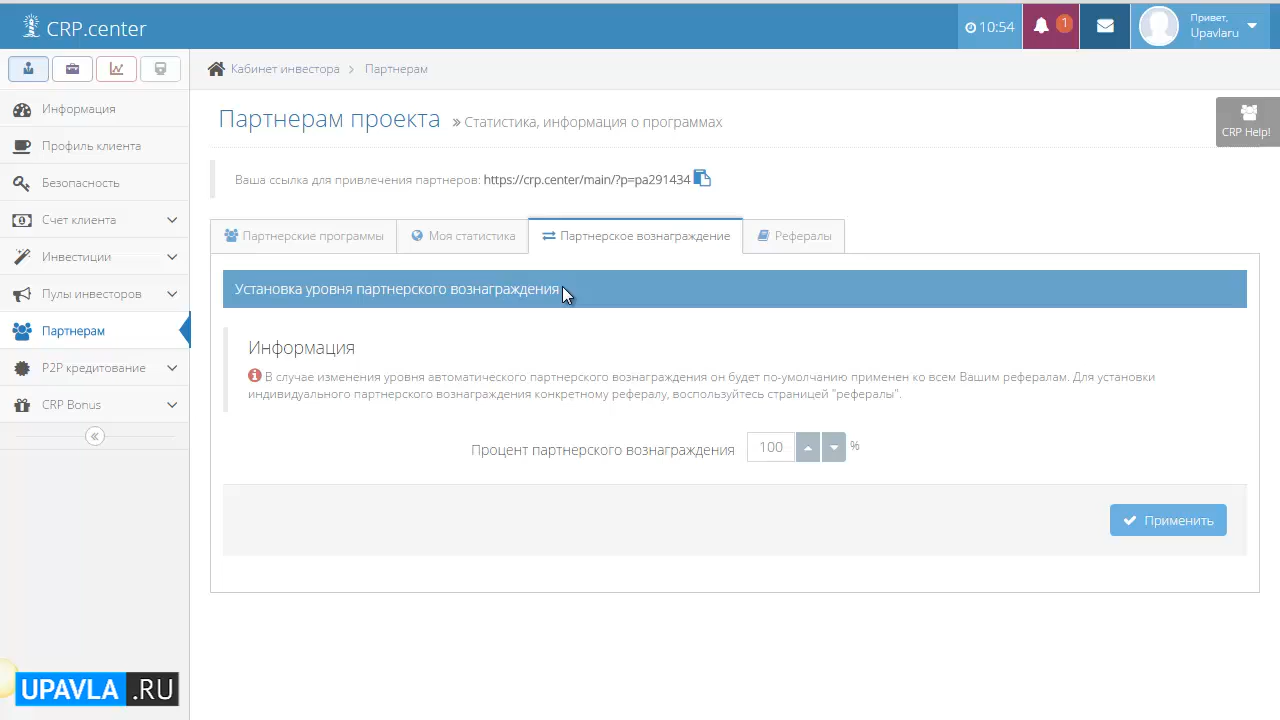 CRP.center
10:54
1
Привет,
Upavlaru
Кабинет инвестора > Партнерам
Информация
Профиль клиента
Безопасность
Счет клиента
Инвестиции
Пулы инвесторов
Партнерам
P2P кредитование
CRP Bonus
Партнерам проекта » Статистика, информация о программах
CRP Help!
Ваша ссылка для привлечения партнеров: https://crp.center/main/?p=pa291434
Партнерские программы
Моя статистика
Партнерское вознаграждение
Рефералы
Установка уровня партнерского вознаграждения
Информация
В случае изменения уровня автоматического партнерского вознаграждения он будет по-умолчанию применен ко всем Вашим рефералам. Для установки
индивидуального партнерского вознаграждения конкретному рефералу, воспользуйтесь страницей "рефералы".
Процент партнерского вознаграждения 100 %
Применить
UPAVLA.RU